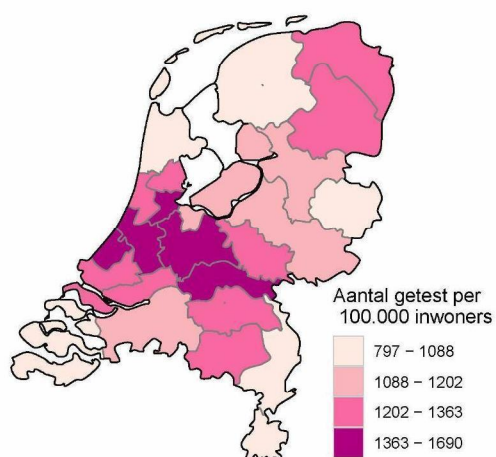 Aantal getest per
100.000 inwoners
797 – 1088
1088 – 1202
1202 – 1363
1363 – 1690